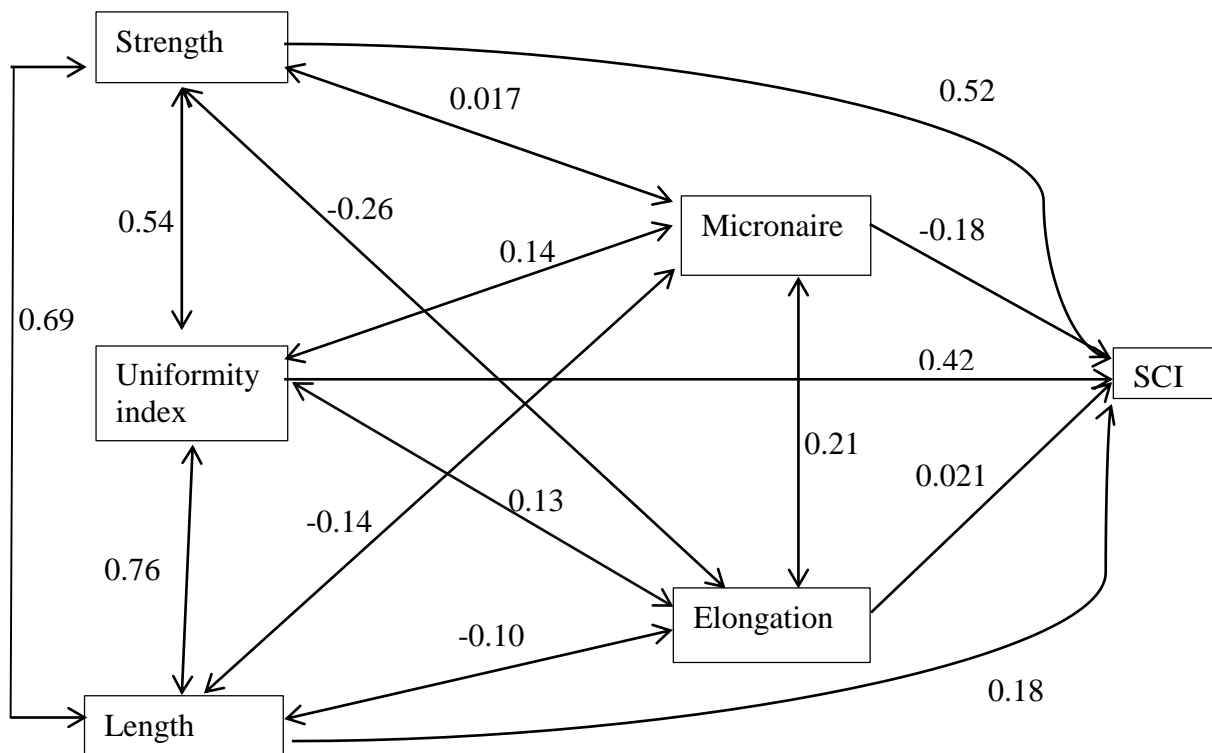 Strength
0.52
0.017
-0.26
0.54
Micronaire
-0.18
0.14
0.69
Uniformity
index
0.42
SCI
0.21
0.021
0.13
-0.14
0.76
Elongation
-0.10
0.18
Length